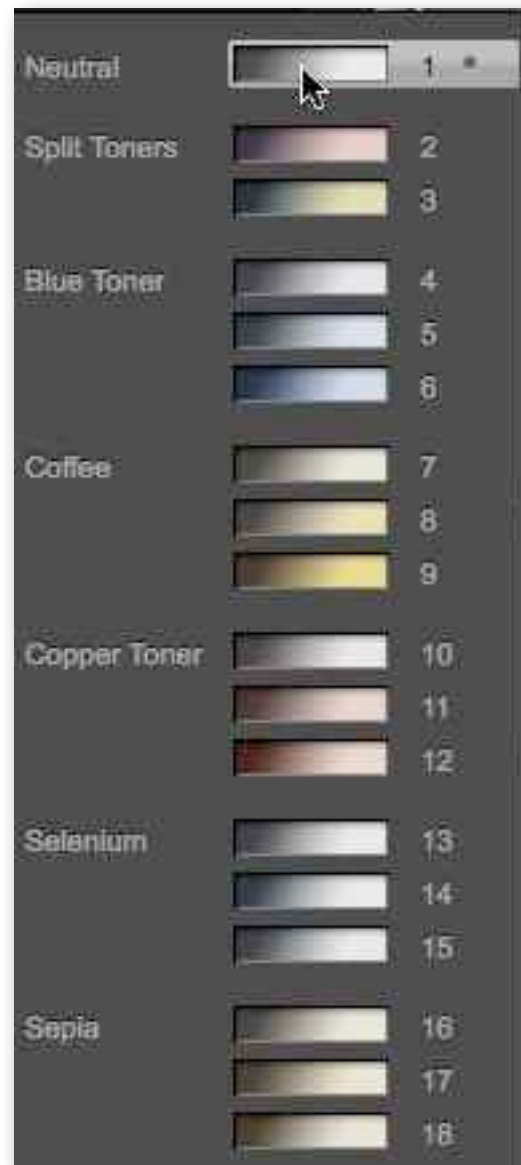 Neutral 1
Split Toners 2
3
Blue Toner 4
5
6
Coffee 7
8
9
Copper Toner 10
11
12
Selenium 13
14
15
Sepia 16
17
18